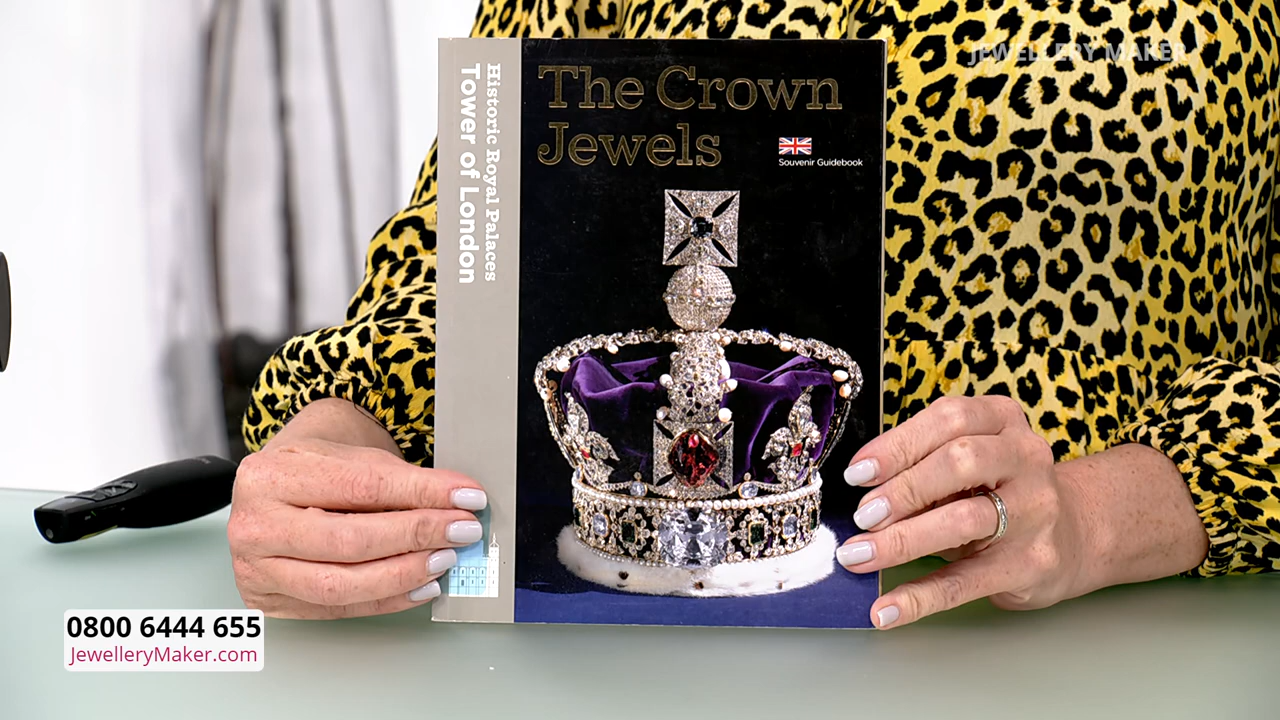 JEWELLERY MAKER
The Crown
Jewels
Souvenir Guidebook
Historic Royal Palaces
Tower of London
0800 6444 655
JewelleryMaker.com